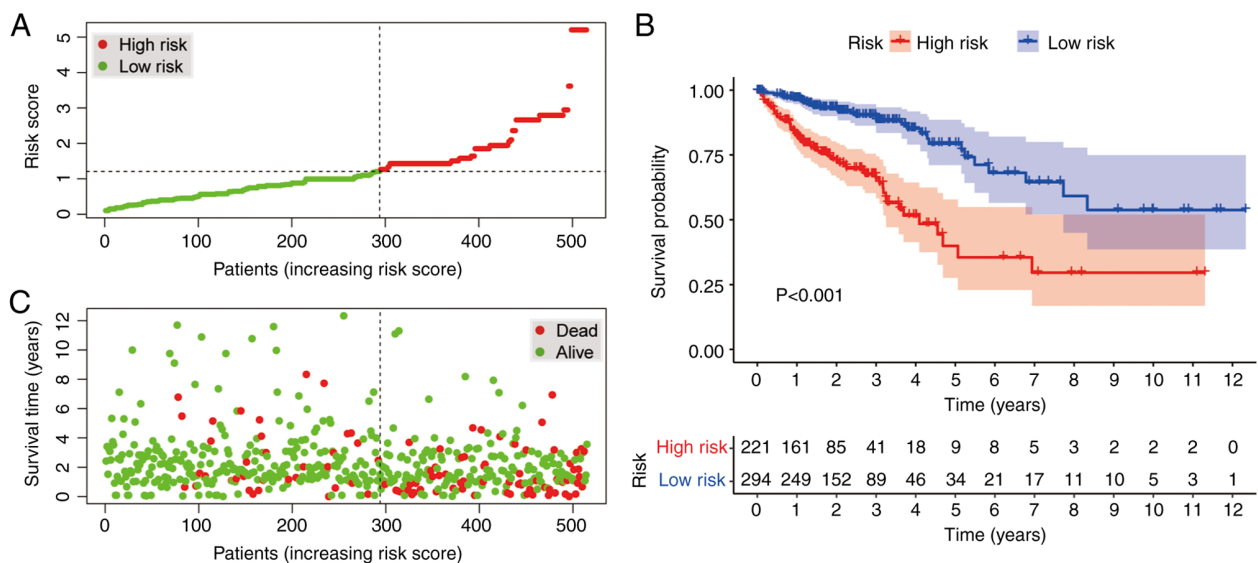 A
High risk
Low risk
Risk score
5
4
3
2
1
0
0 100 200 300 400 500
Patients (increasing risk score)
B
Risk High risk Low risk
Survival probability
1.00
0.75
0.50
0.25
0.00
P<0.001
0 1 2 3 4 5 6 7 8 9 10 11 12
Time (years)
Risk
High risk 221 161 85 41 18 9 8 5 3 2 2 2 0
Low risk 294 249 152 89 46 34 21 17 11 10 5 3 1
0 1 2 3 4 5 6 7 8 9 10 11 12
Time (years)
C
Dead
Alive
Survival time (years)
12
10
8
6
4
2
0
0 100 200 300 400 500
Patients (increasing risk score)